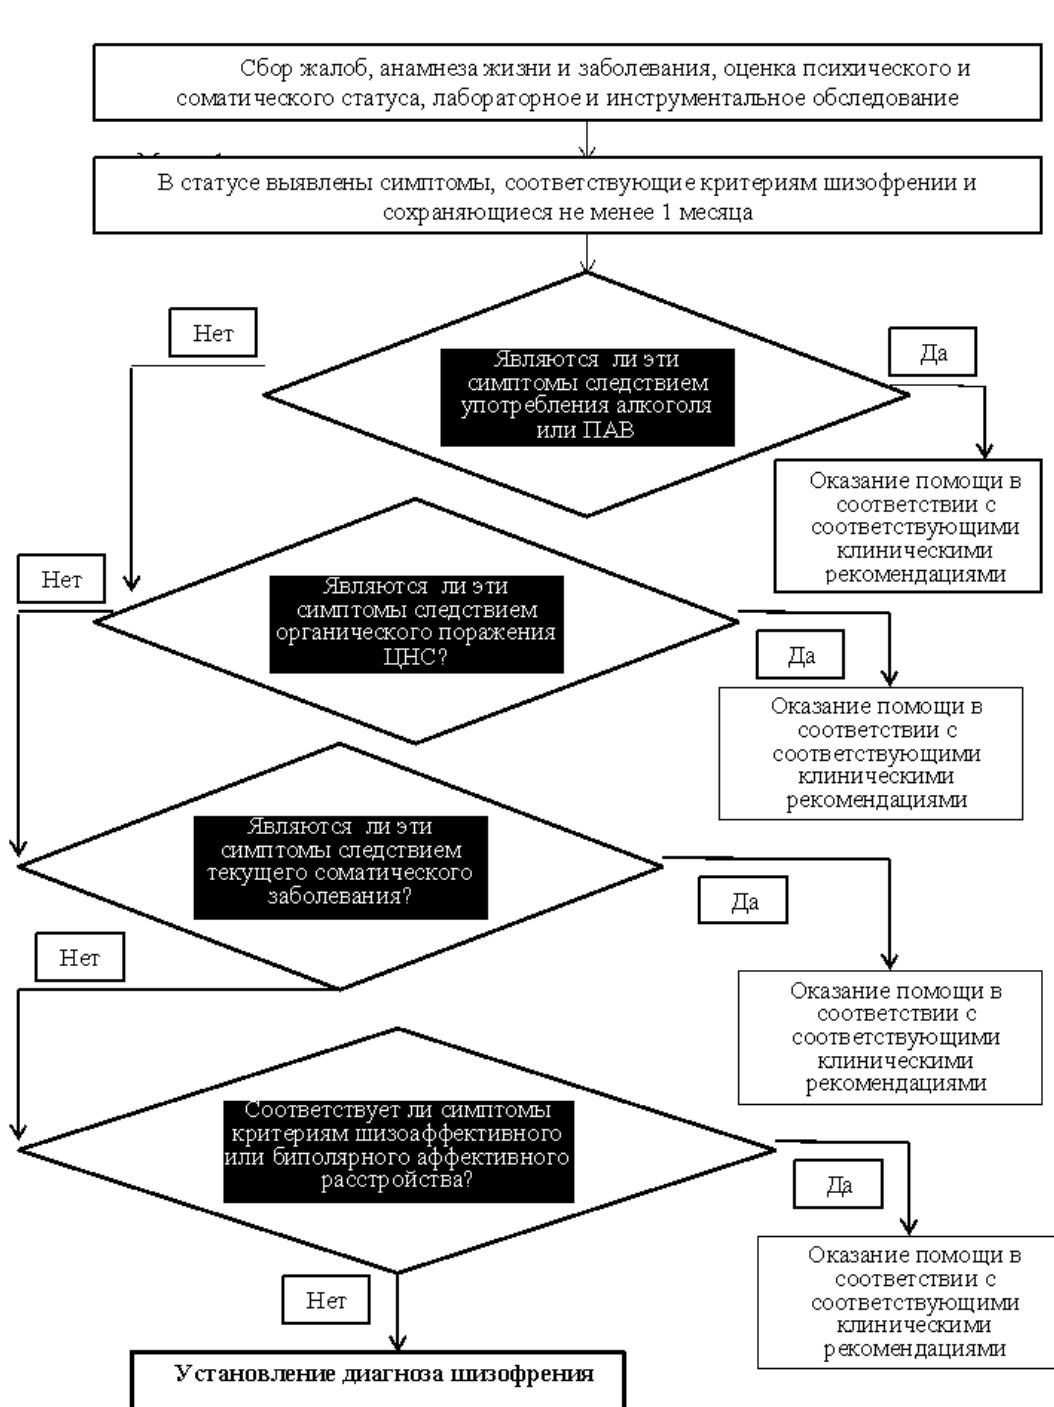 Сбор жалоб, анамнеза жизни и заболевания, оценка психического и
соматического статуса, лабораторное и инструментальное обследование
В статусе выявлены симптомы, соответствующие критериям шизофрении и
сохраняющиеся не менее 1 месяца
Нет
Да
Являются ли эти
симптомы следствием
употребления алкоголя
или ПАВ
Оказание помощи в
соответствии с
соответствующими
клиническими
рекомендациями
Нет
Являются ли эти
симптомы следствием
органического поражения
ЦНС?
Да
Оказание помощи в
соответствии с
соответствующими
клиническими
рекомендациями
Являются ли эти
симптомы следствием
текущего соматического
заболевания?
Да
Нет
Оказание помощи в
соответствии с
соответствующими
клиническими
рекомендациями
Соответствует ли симптомы
критериям шизоаффективного
или биполярного аффективного
расстройства?
Да
Оказание помощи в
соответствии с
соответствующими
клиническими
рекомендациями
Нет
Установление диагноза шизофрения